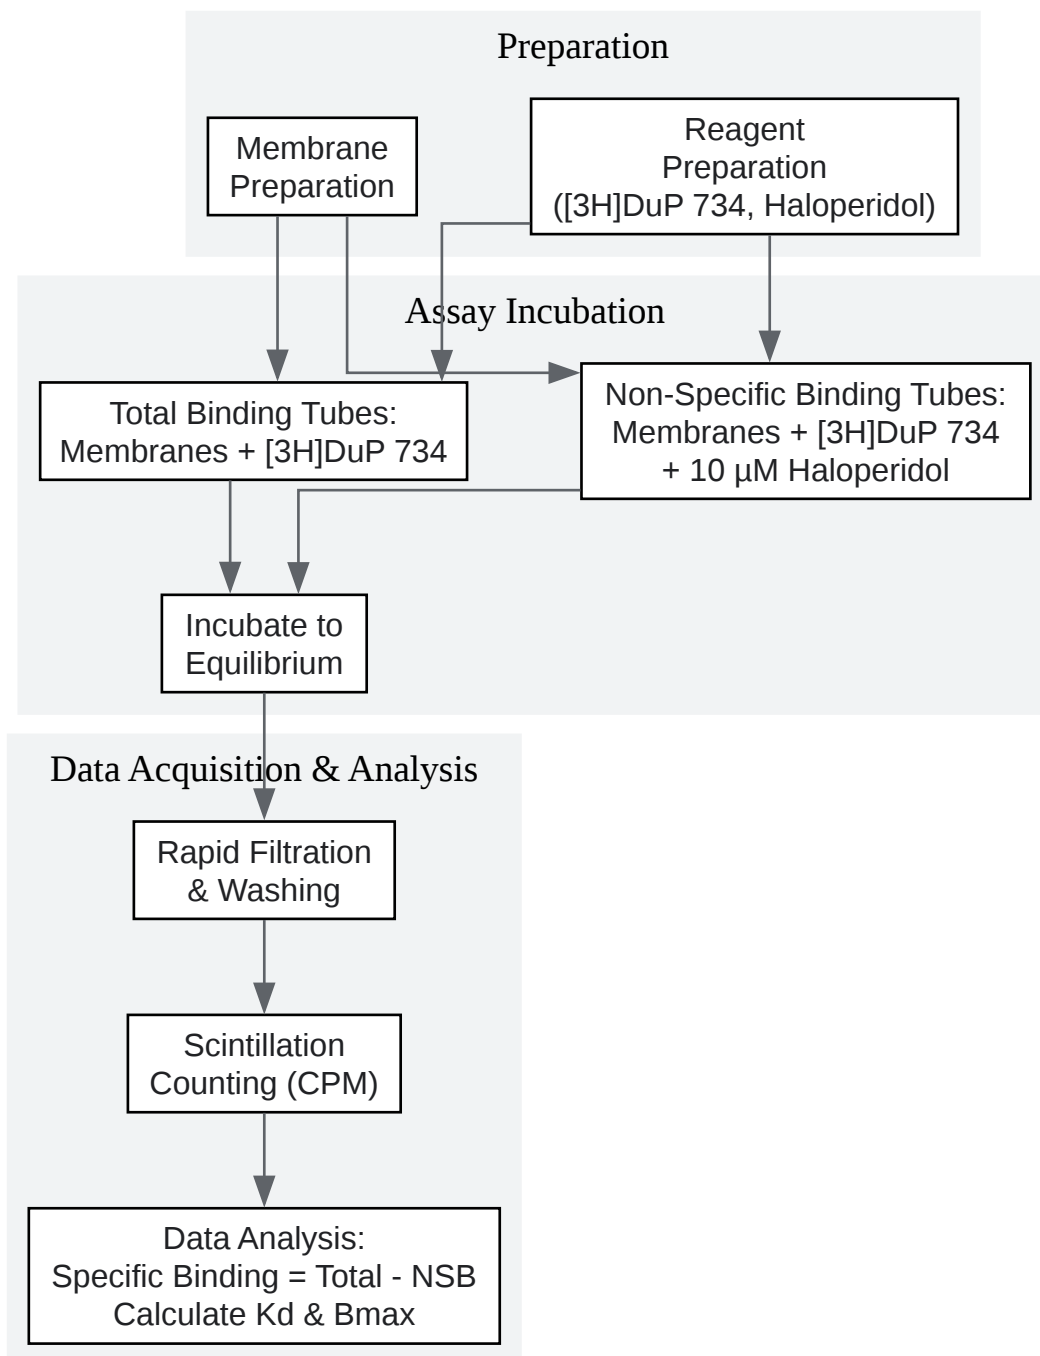 Preparation
Membrane
Preparation
Reagent
Preparation
([3H]DuP 734, Haloperidol)
Assay Incubation
Total Binding Tubes:
Membranes + [3H]DuP 734
Non-Specific Binding Tubes:
Membranes + [3H]DuP 734
+ 10 µM Haloperidol
Incubate to
Equilibrium
Data Acquisition & Analysis
Rapid Filtration
& Washing
Scintillation
Counting (CPM)
Data Analysis:
Specific Binding = Total - NSB
Calculate Kd & Bmax